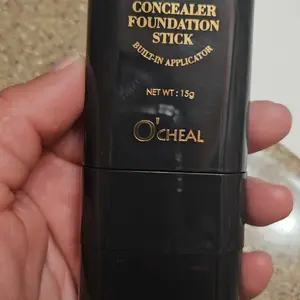 CONCEALER
FOUNDATION
STICK
BUILT-IN APPLICATOR
NET WT : 15g
O'CHEAL